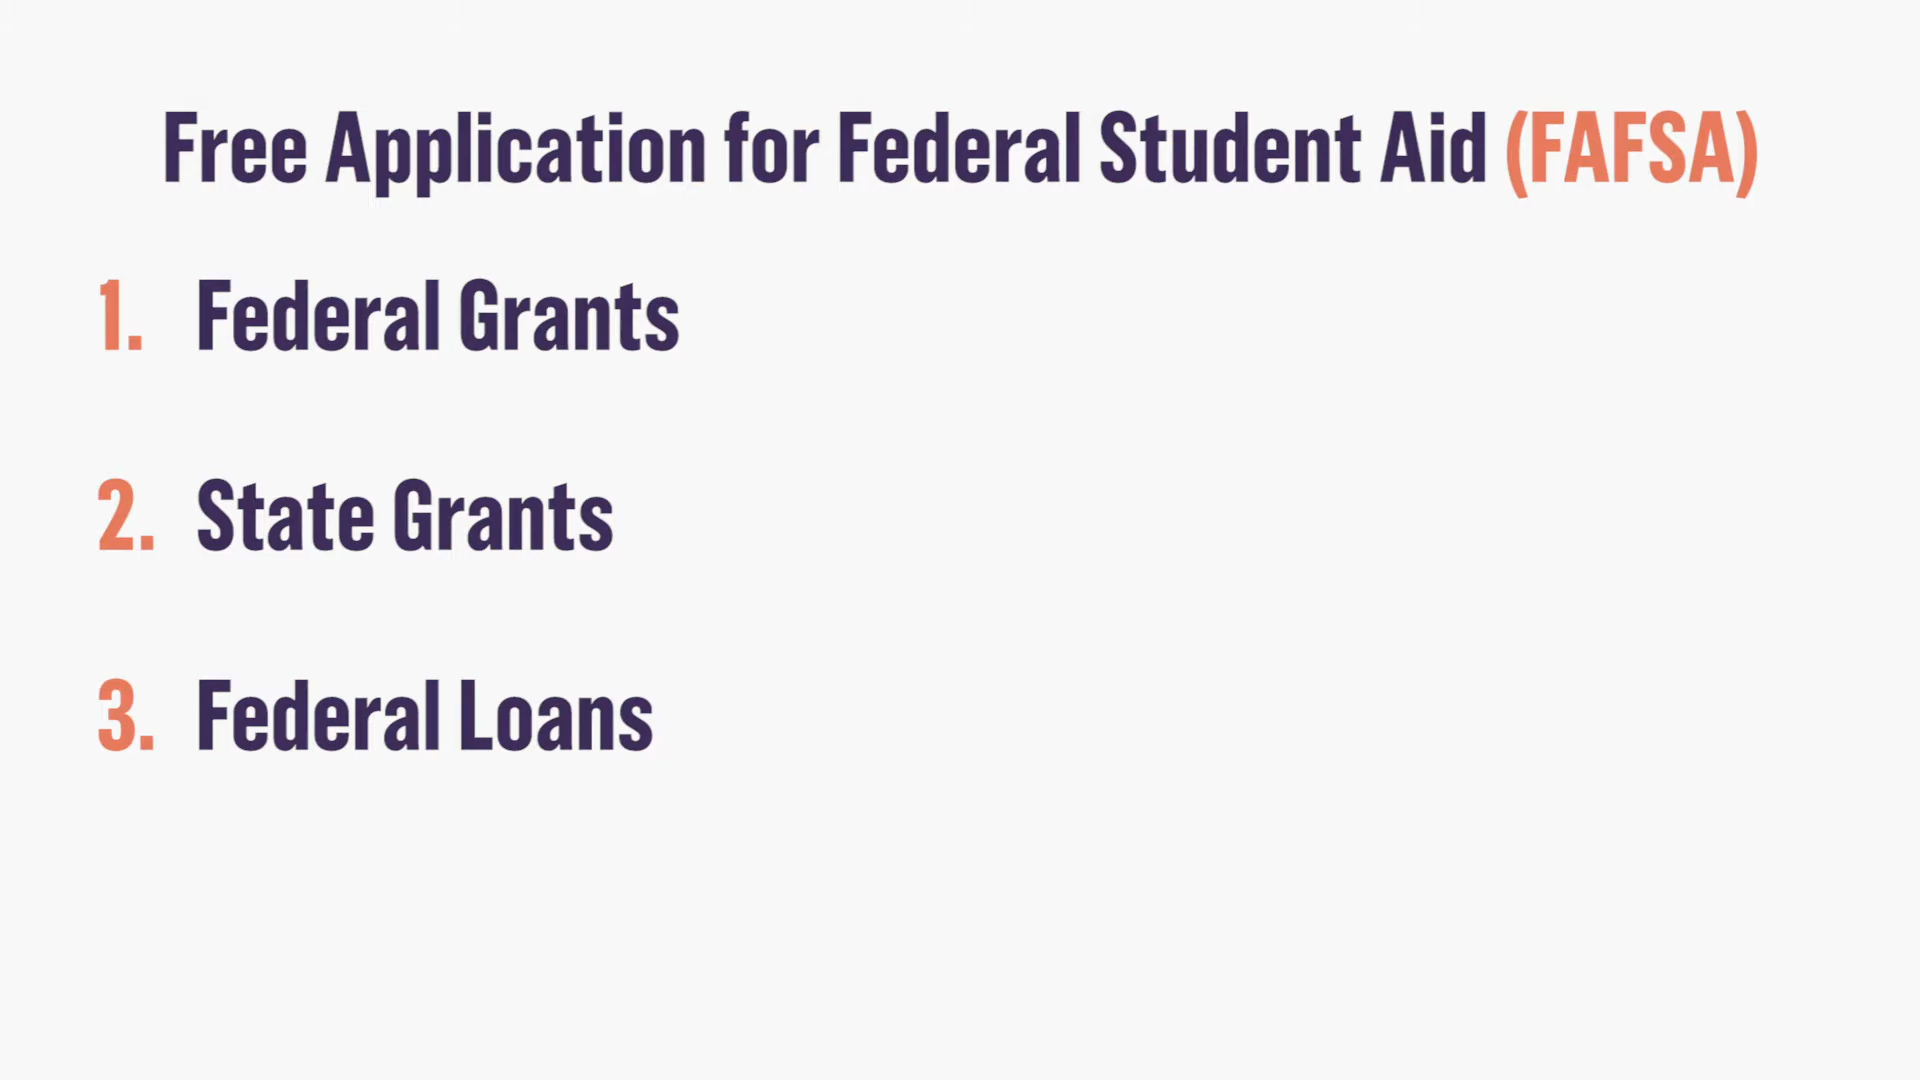 Free Application for Federal Student Aid (FAFSA)
1. Federal Grants
2. State Grants
3. Federal Loans